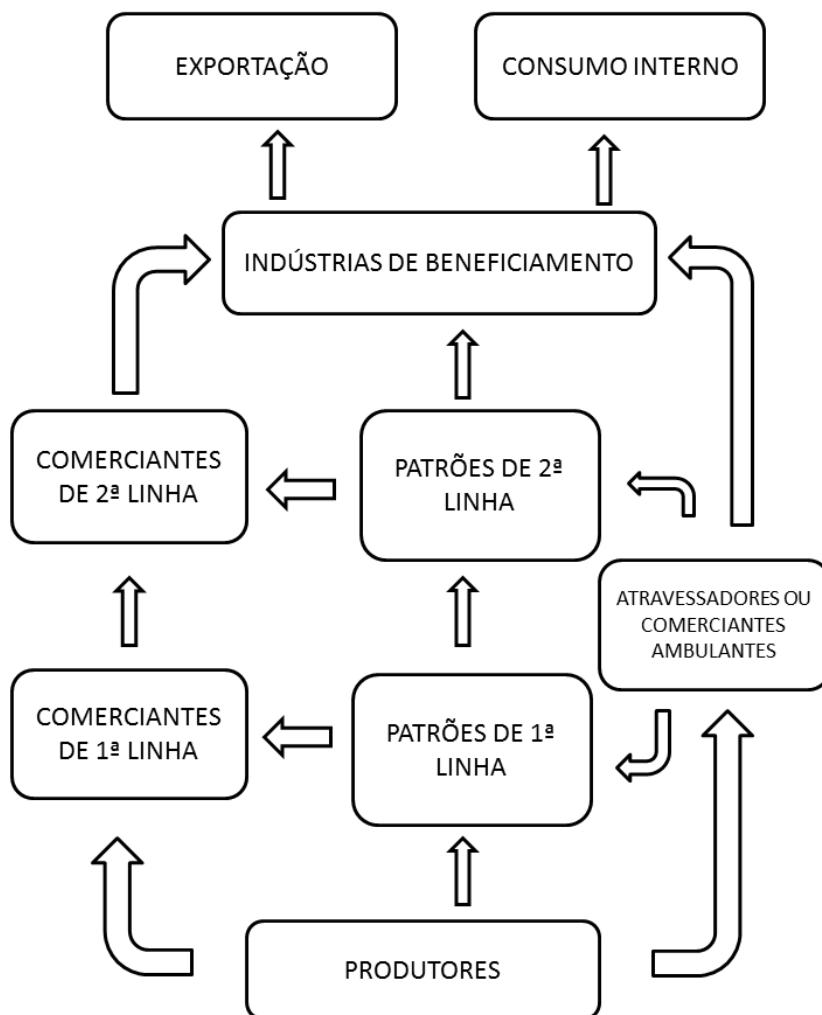 EXPORTAÇÃO
CONSUMO INTERNO
INDÚSTRIAS DE BENEFICIAMENTO
COMERCIANTES
DE 2ª LINHA
PATRÕES DE 2ª
LINHA
ATRAVESSADORES OU
COMERCIANTES
AMBULANTES
COMERCIANTES
DE 1ª LINHA
PATRÕES DE 1ª
LINHA
PRODUTORES